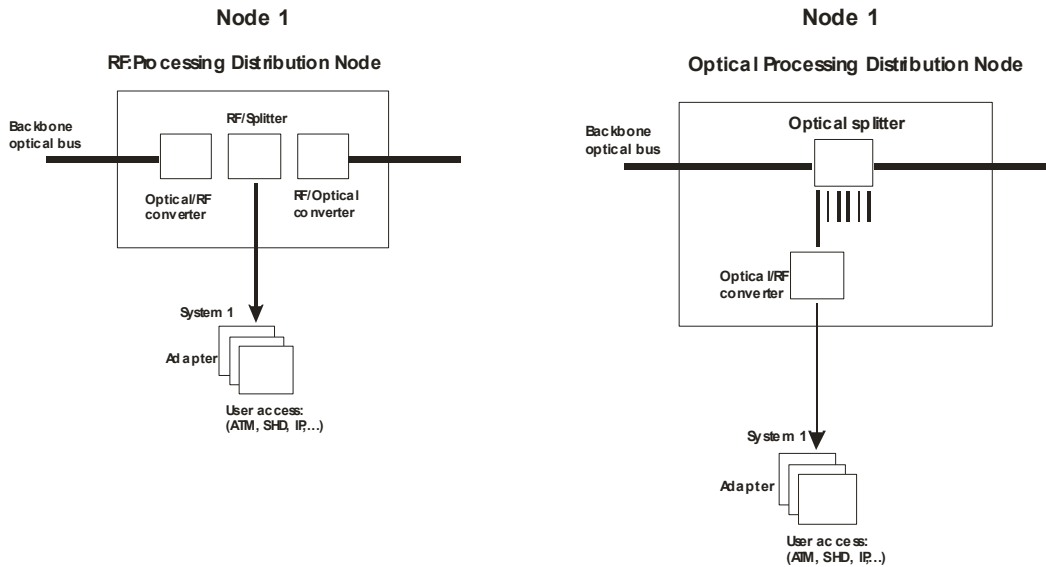 Node 1
RF:Processing Distribution Node
Backbone
optical bus
RF/Splitter
Optical/RF
converter
RF/Optical
converter
System 1
Adapter
User access:
(ATM, SHD, IP,...)
Node 1
Optical Processing Distribution Node
Backbone
optical bus
Optical splitter
Optical/RF
converter
System 1
Adapter
User access:
(ATM, SHD, IP,...)